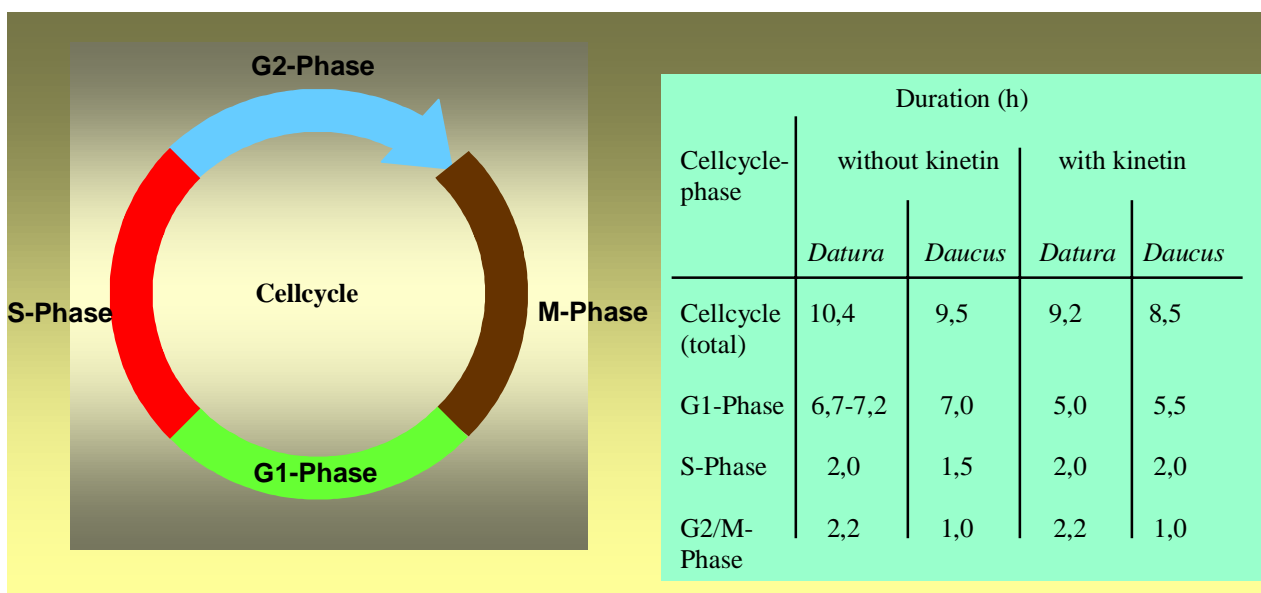 G2-Phase
S-Phase
Cellcycle
M-Phase
G1-Phase
Duration (h)
Cellcycle-
phase
without kinetin with kinetin
Datura Daucus Datura Daucus
Cellcycle 10,4 9,5 9,2 8,5
(total)
G1-Phase 6,7-7,2 7,0 5,0 5,5
S-Phase 2,0 1,5 2,0 2,0
G2/M- 2,2 1,0 2,2 1,0
Phase